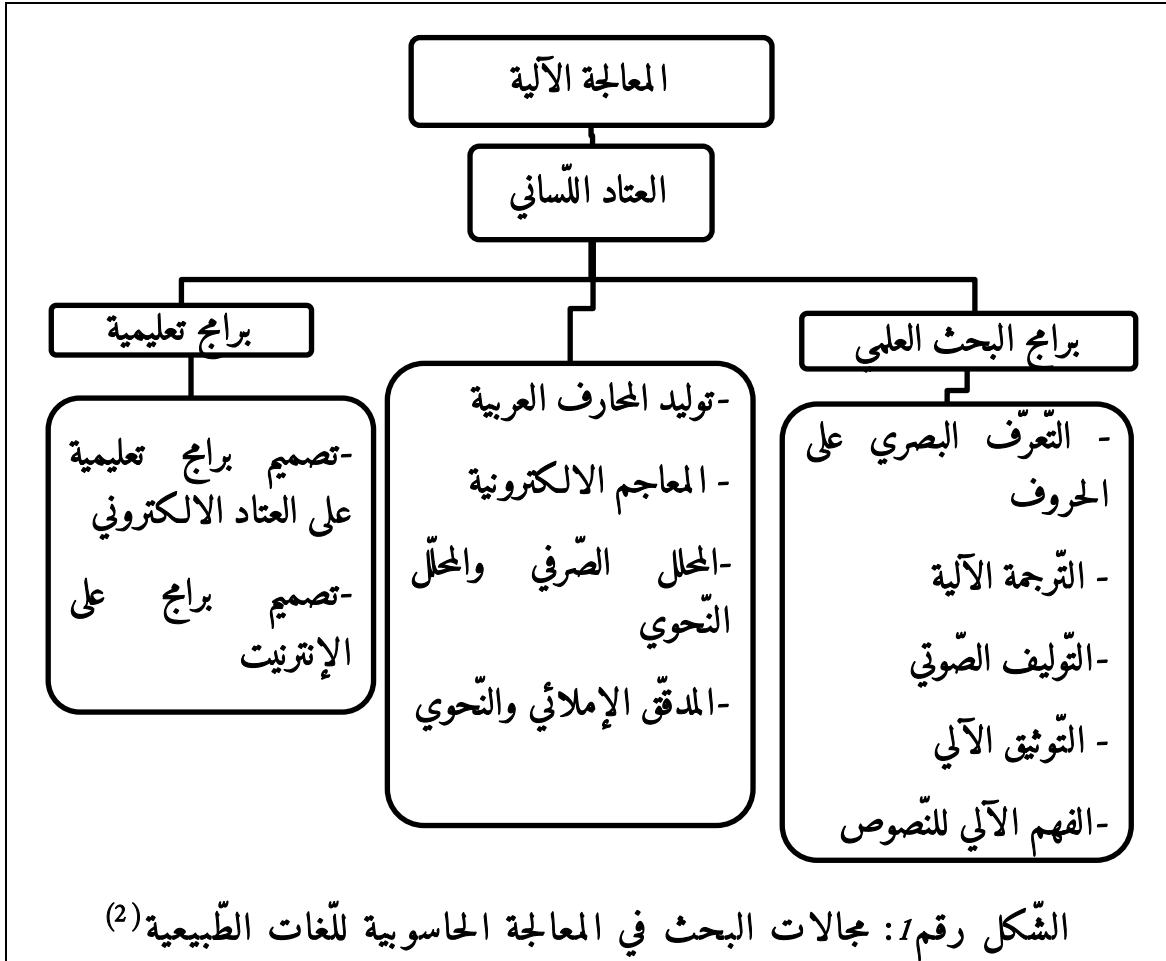 المعالجة الآلية
العتاد اللّساني
برامج البحث العلمي
- التّعرّف البصري على
الحروف
- التّرجمة الآلية
-التّوليف الصّوتي
- التّوثيق الآلي
-الفهم الآلي للنّصوص
-توليد المحارف العربية
- المعاجم الالكترونية
-المحلل الصّرفي والمحلّل
النّحوي
-المدقّق الإملائي والنّحوي
برامج تعليمية
-تصميم برامج تعليمية
على العتاد الالكتروني
-تصميم برامج على
الإنترنيت
الشّكل رقم1: مجالات البحث في المعالجة الحاسوبية للّغات الطّبيعية(2)